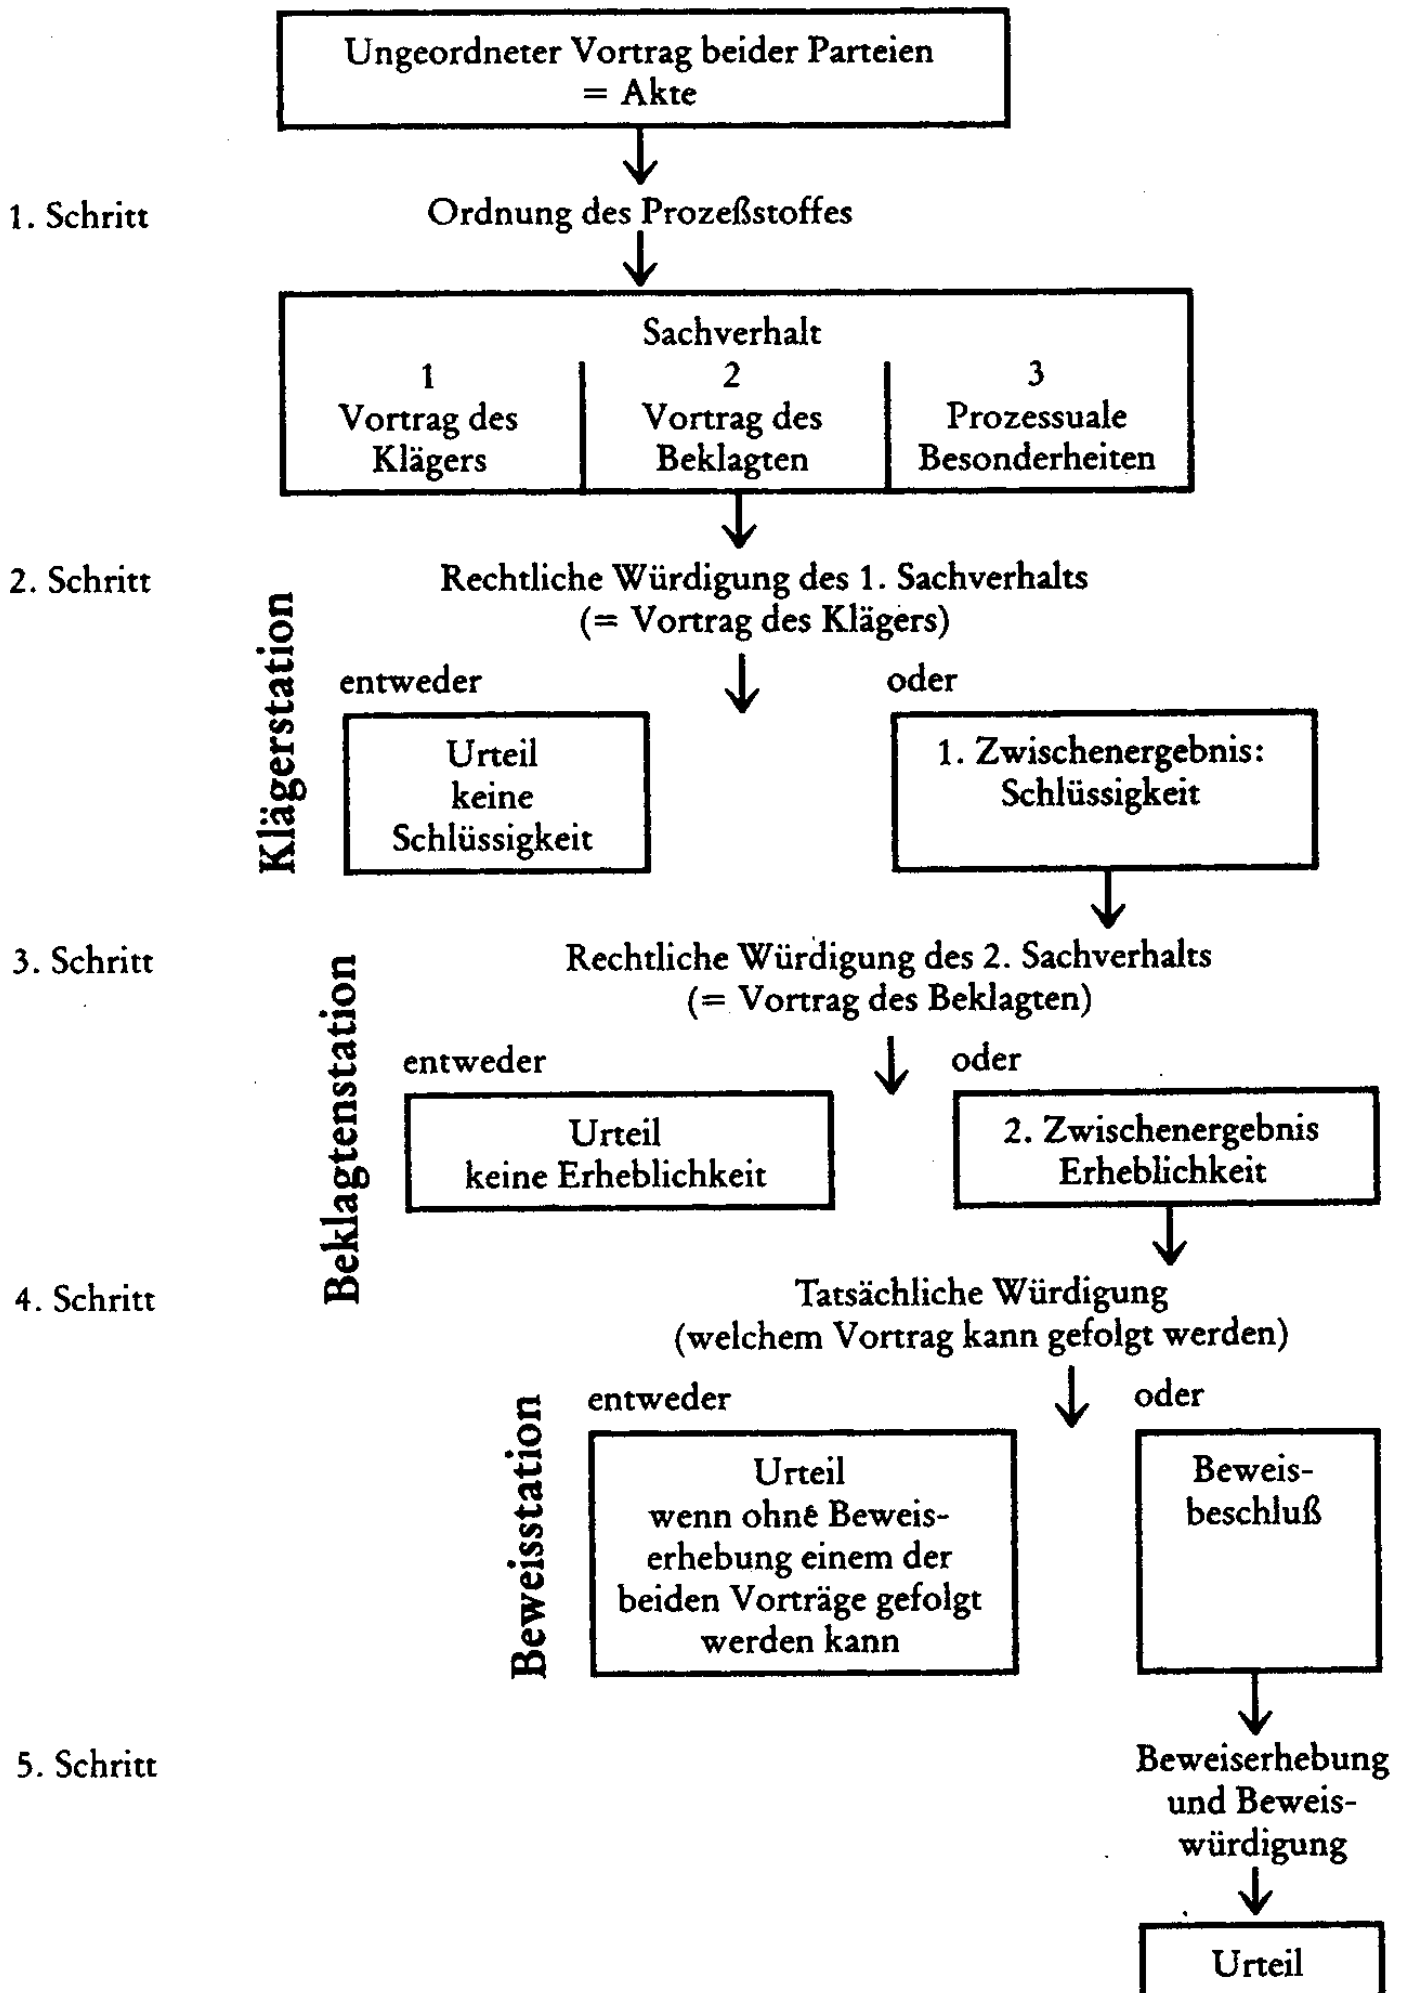 Ungeordneter Vortrag beider Parteien
= Akte
1. Schritt
Ordnung des Prozeßstoffes
Sachverhalt
1
Vortrag des
Klägers
2
Vortrag des
Beklagten
3
Prozessuale
Besonderheiten
2. Schritt
Rechtliche Würdigung des 1. Sachverhalts
(= Vortrag des Klägers)
Klägerstation
entweder
oder
Urteil
keine
Schlüssigkeit
1. Zwischenergebnis:
Schlüssigkeit
3. Schritt
Rechtliche Würdigung des 2. Sachverhalts
(= Vortrag des Beklagten)
Beklagtenstation
entweder
oder
Urteil
keine Erheblichkeit
2. Zwischenergebnis
Erheblichkeit
4. Schritt
Tatsächliche Würdigung
(welchem Vortrag kann gefolgt werden)
Beweisstation
entweder
oder
Urteil
wenn ohne Beweis-
erhebung einem der
beiden Vorträge gefolgt
werden kann
Beweis-
beschluß
5. Schritt
Beweiserhebung
und Beweis-
würdigung
Urteil